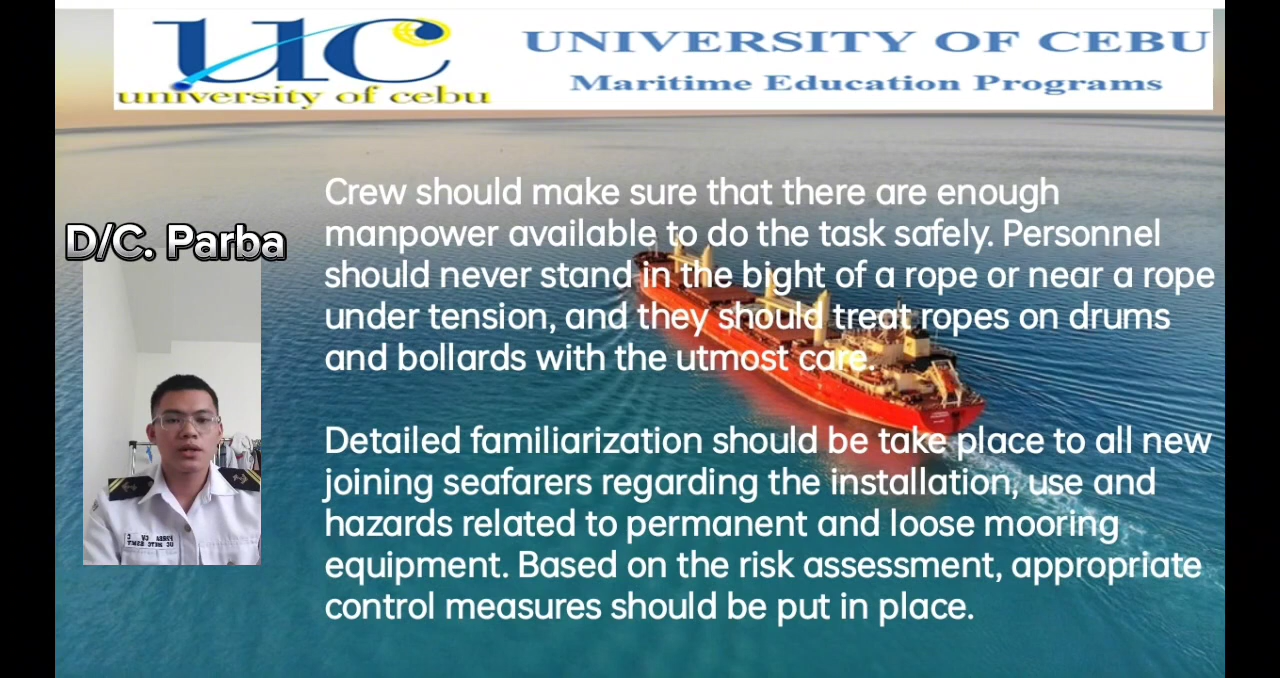 uc
university of cebu
UNIVERSITY OF CEBU
Maritime Education Programs
D/C. Parba
Crew should make sure that there are enough
manpower available to do the task safely. Personnel
should never stand in the bight of a rope or near a rope
under tension, and they should treat ropes on drums
and bollards with the utmost care.
Detailed familiarization should be take place to all new
joining seafarers regarding the installation, use and
hazards related to permanent and loose mooring
equipment. Based on the risk assessment, appropriate
control measures should be put in place.